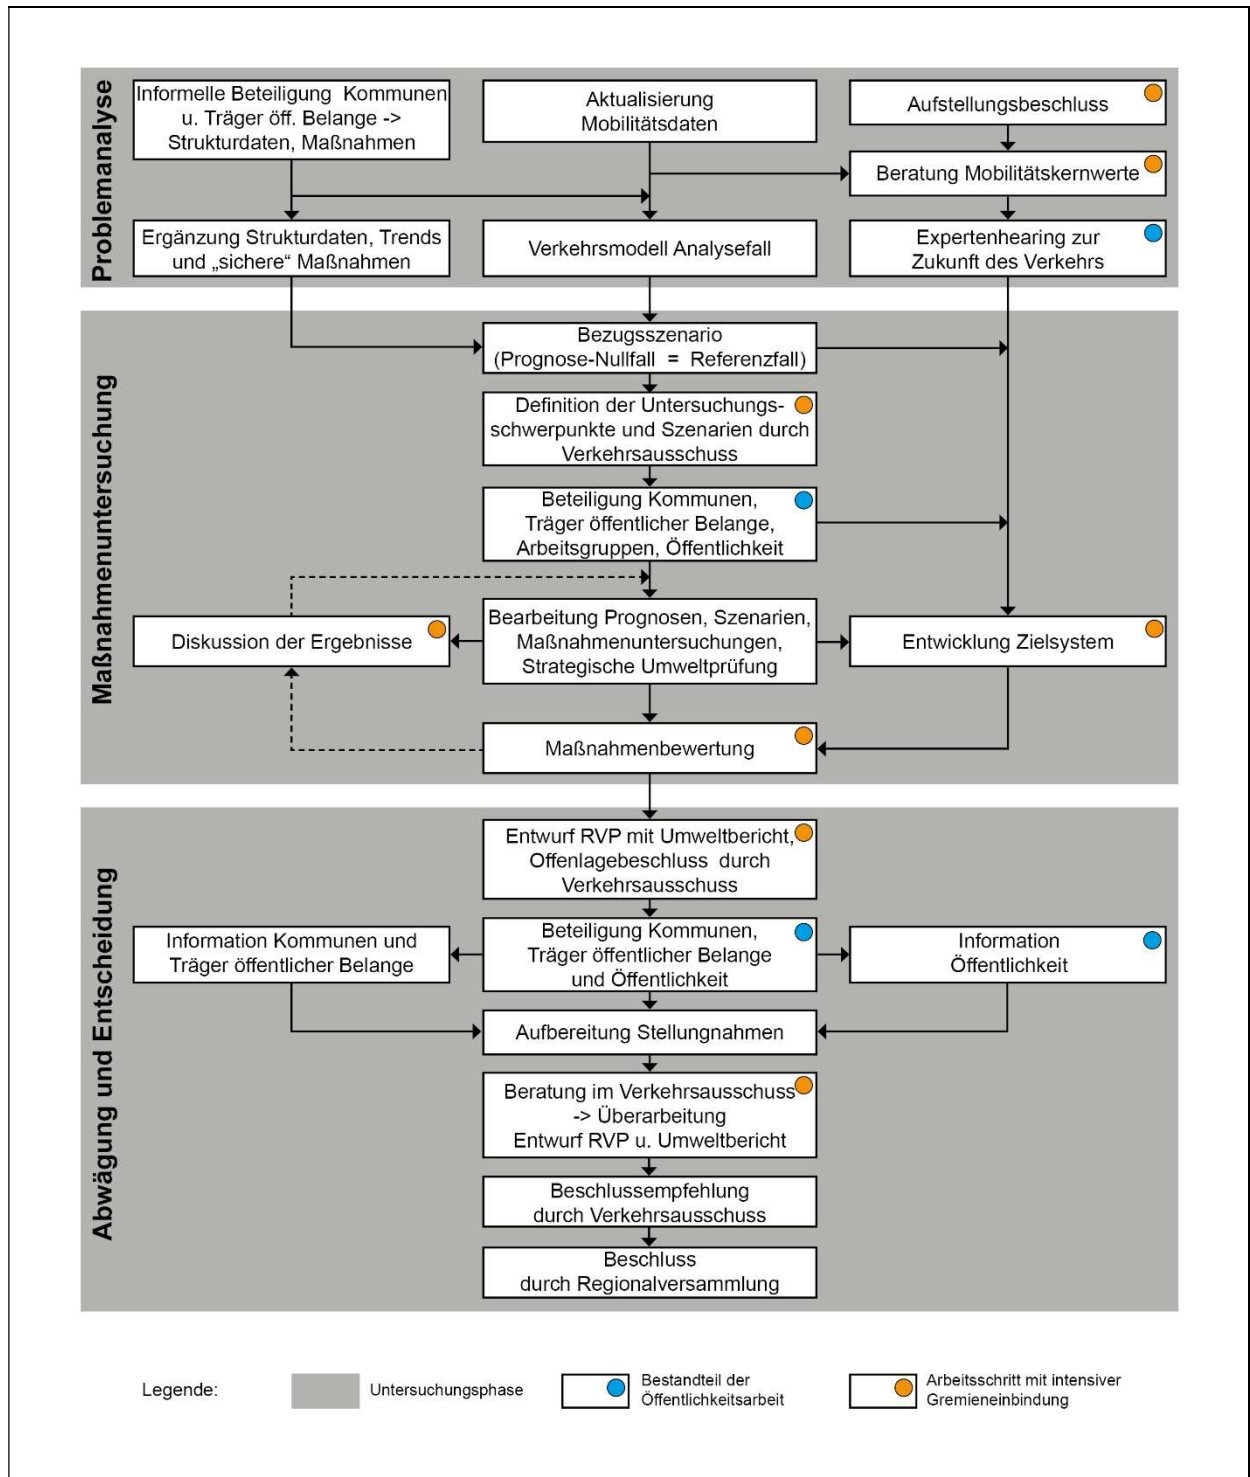 Problemanalyse
Informelle Beteiligung Kommunen
u. Träger öff. Belange ->
Strukturdaten, Maßnahmen
Aktualisierung
Mobilitätsdaten
Aufstellungsbeschluss
Beratung Mobilitätskernwerte
Ergänzung Strukturdaten, Trends
und „sichere“ Maßnahmen
Verkehrsmodell Analysefall
Expertenhearing zur
Zukunft des Verkehrs
Maßnahmenuntersuchung
Bezugsszenario
(Prognose-Nullfall = Referenzfall)
Definition der Untersuchungs-
schwerpunkte und Szenarien durch
Verkehrsausschuss
Beteiligung Kommunen,
Träger öffentlicher Belange,
Arbeitsgruppen, Öffentlichkeit
Diskussion der Ergebnisse
Bearbeitung Prognosen, Szenarien,
Maßnahmenuntersuchungen,
Strategische Umweltprüfung
Entwicklung Zielsystem
Maßnahmenbewertung
Abwägung und Entscheidung
Entwurf RVP mit Umweltbericht,
Offenlagebeschluss durch
Verkehrsausschuss
Information Kommunen und
Träger öffentlicher Belange
Beteiligung Kommunen,
Träger öffentlicher Belange
und Öffentlichkeit
Information
Öffentlichkeit
Aufbereitung Stellungnahmen
Beratung im Verkehrsausschuss
-> Überarbeitung
Entwurf RVP u. Umweltbericht
Beschlussempfehlung
durch Verkehrsausschuss
Beschluss
durch Regionalversammlung
Legende:
Untersuchungsphase
Bestandteil der
Öffentlichkeitsarbeit
Arbeitsschritt mit intensiver
Gremieneinbindung